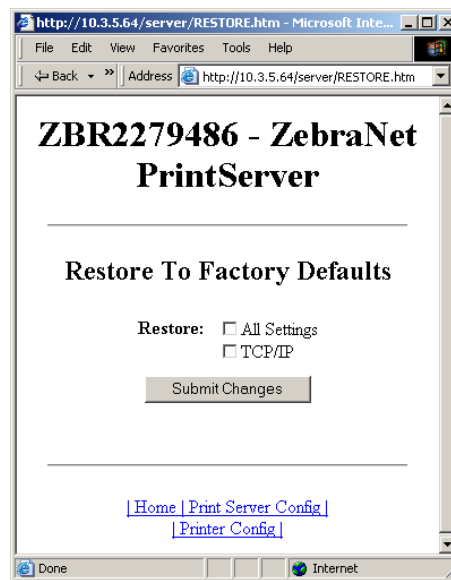 http://10.3.5.64/server/RESTORE.htm - Microsoft Inte...
File Edit View Favorites Tools Help
Back » Address http://10.3.5.64/server/RESTORE.htm
ZBR2279486 - ZebraNet
PrintServer
Restore To Factory Defaults
Restore: All Settings
TCP/IP
Submit Changes
| Home | Print Server Config |
| Printer Config |
Done Internet